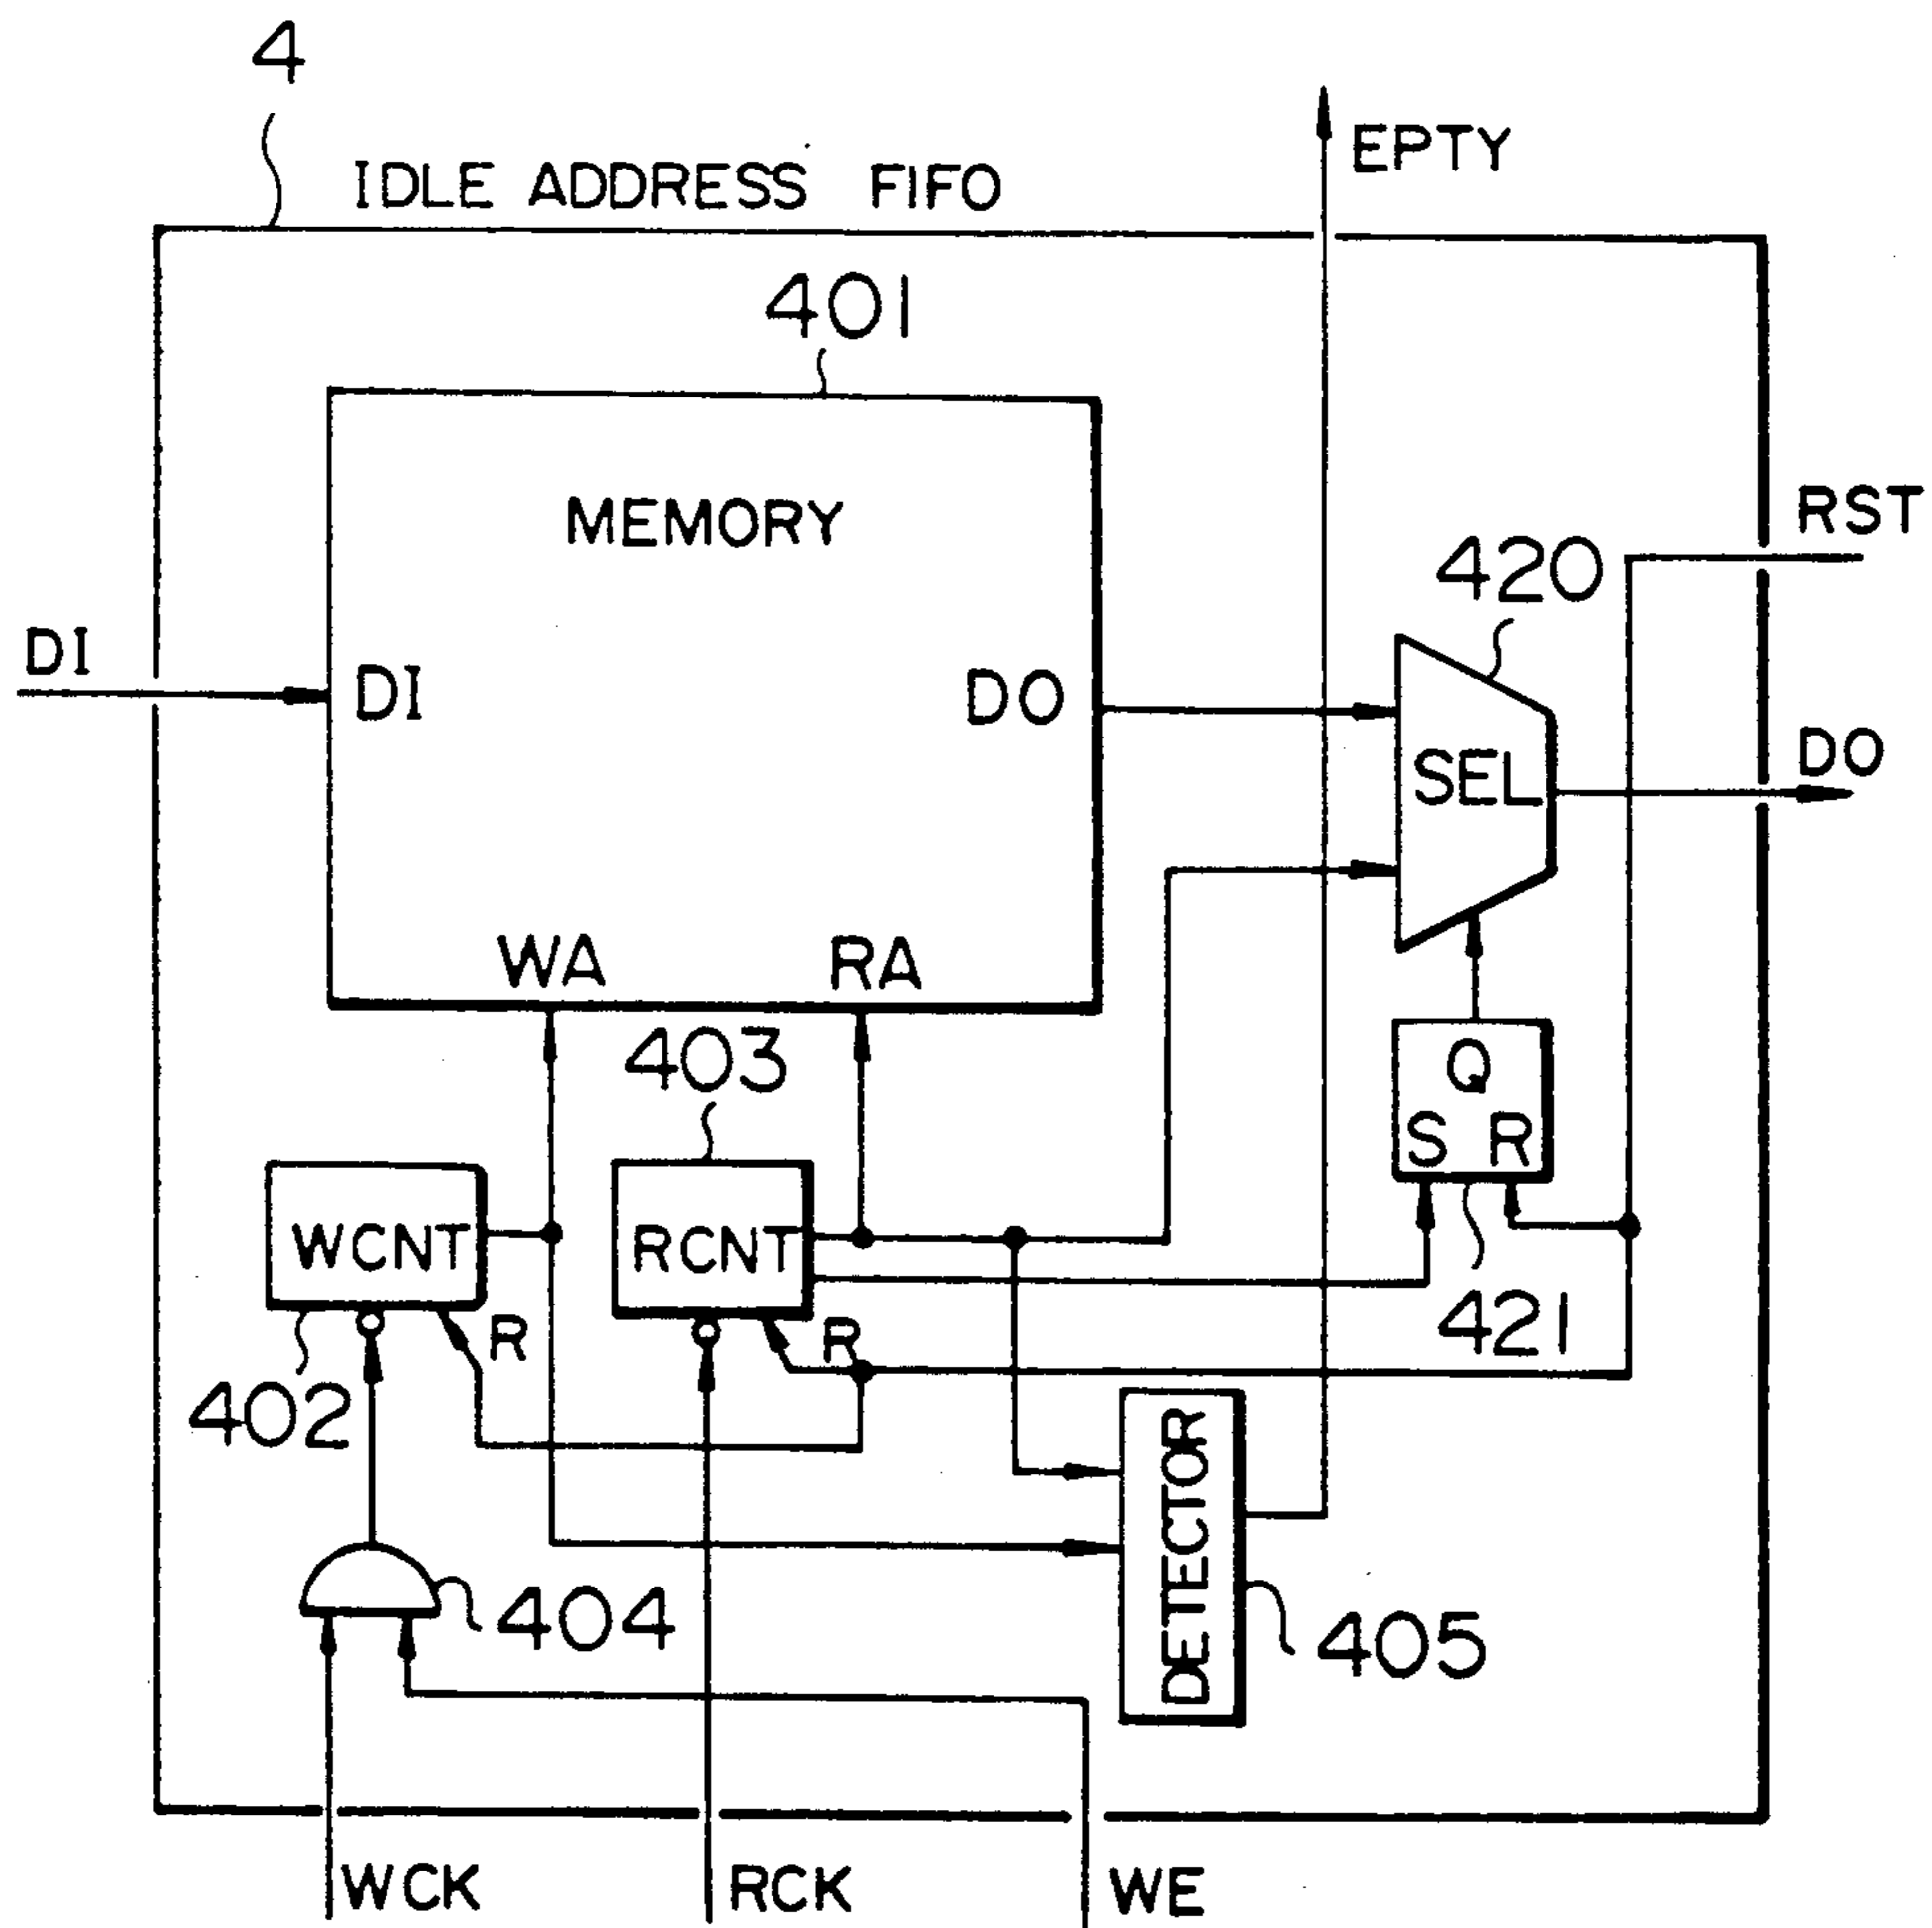 4
EPTY
IDLE ADDRESS FIFO
401
MEMORY
RST
420
DI
DI
DO
SEL
DO
WA
RA
403
Q
S R
WCNT
RCNT
R
R
421
402
DETECTOR
404
405
WCK
RCK
WE